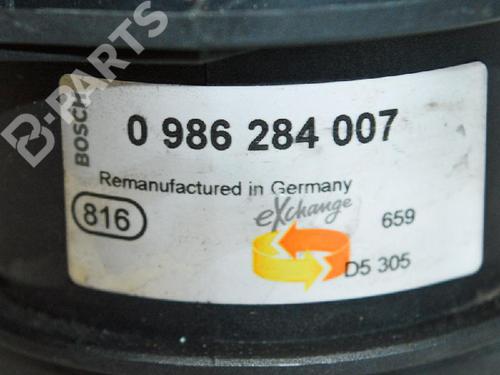 B-PARTS
BOSCH
0 986 284 007
Remanufactured in Germany
816
eXchange
659
D5 305